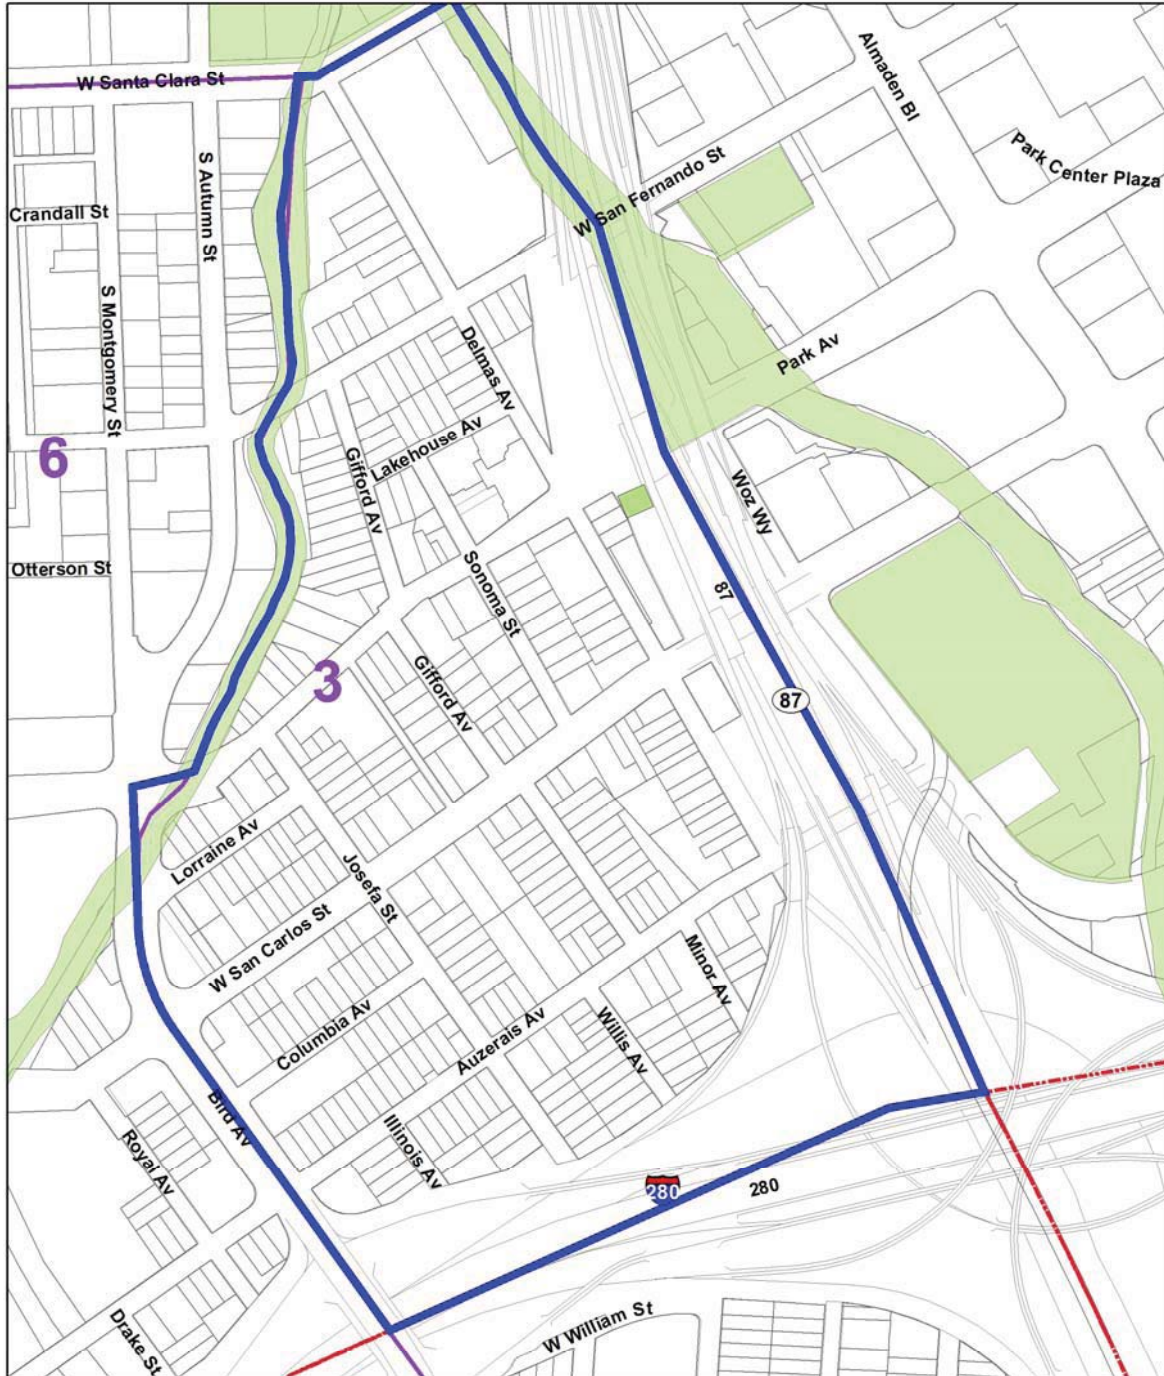 W Santa Clara St
Almaden Bl
Park Center Plaza
S Autumn St
W San Fernando St
Crandall St
S Montgomery St
Delmas Av
Park Av
Lakehouse Av
6
Gifford Av
Woz Wy
Otterson St
Sonoma St
87
3
Gifford Av
87
Lorraine Av
Josefa St
W San Carlos St
Minor Av
Columbia Av
Auzerais Av
Willis Av
Bird Av
Illinois Av
Royal Av
280
280
Drake St
W William St